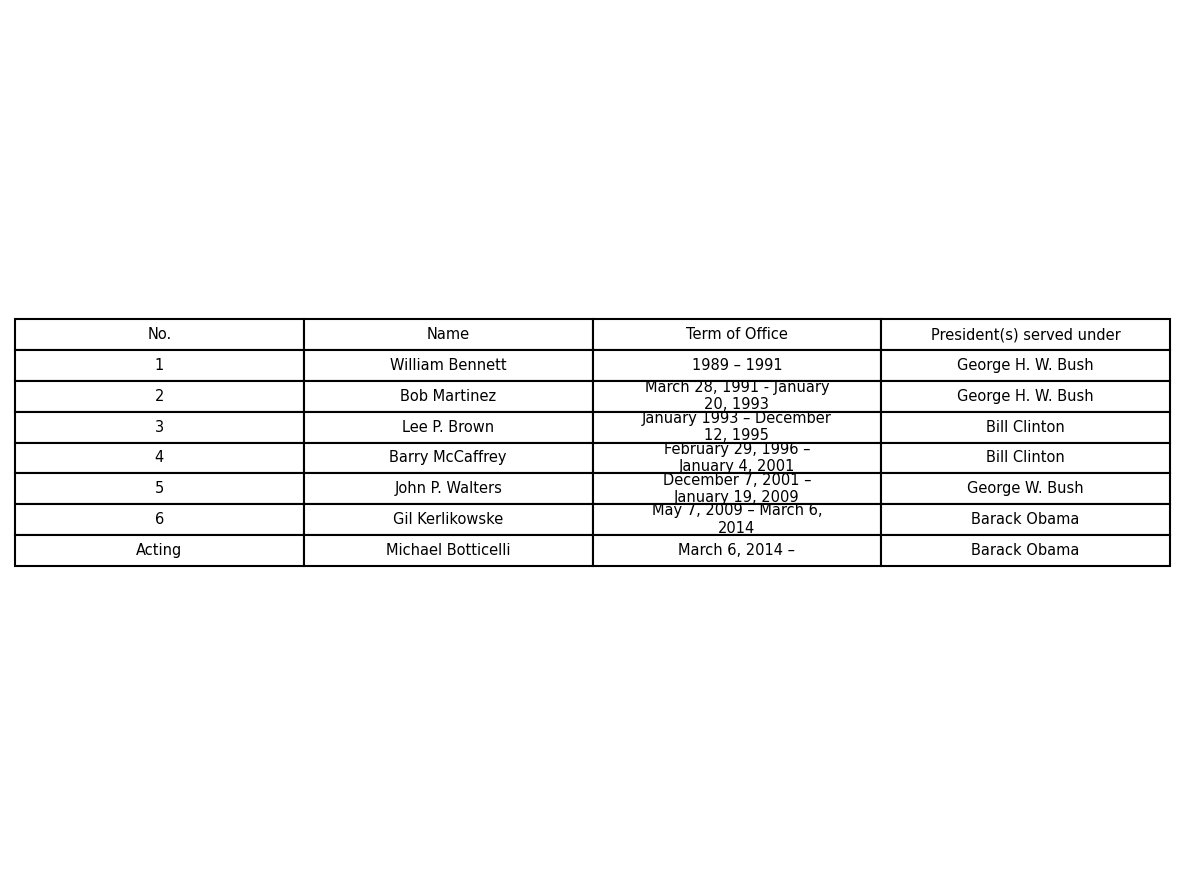 No. Name Term of Office President(s) served under
1 William Bennett 1989 – 1991 George H. W. Bush
2 Bob Martinez March 28, 1991 - January 20, 1993 George H. W. Bush
3 Lee P. Brown January 1993 – December 12, 1995 Bill Clinton
4 Barry McCaffrey February 29, 1996 – January 4, 2001 Bill Clinton
5 John P. Walters December 7, 2001 – January 19, 2009 George W. Bush
6 Gil Kerlikowske May 7, 2009 – March 6, 2014 Barack Obama
Acting Michael Botticelli March 6, 2014 – Barack Obama